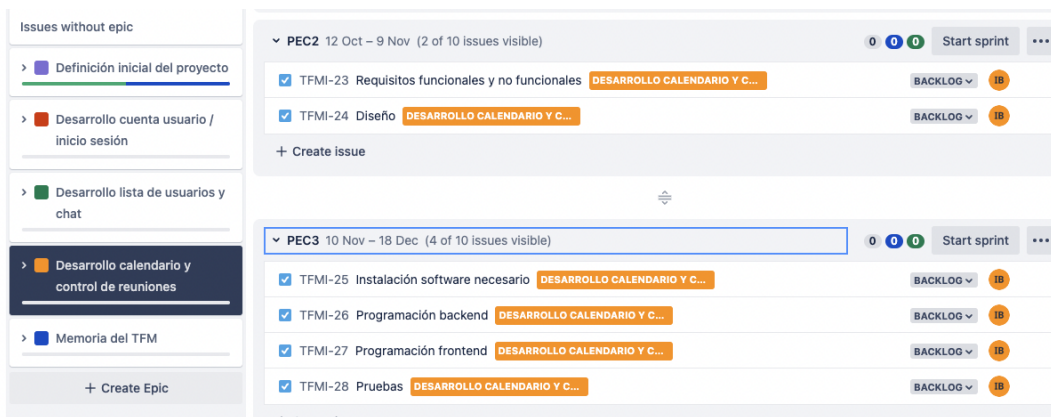 Issues without epic
Definición inicial del proyecto
Desarrollo cuenta usuario /
inicio sesión
Desarrollo lista de usuarios y
chat
Desarrollo calendario y
control de reuniones
Memoria del TFM
+ Create Epic
PEC2 12 Oct – 9 Nov (2 of 10 issues visible) 0 0 0 Start sprint •••
TFMI-23 Requisitos funcionales y no funcionales DESARROLLO CALENDARIO Y C... BACKLOG IB
TFMI-24 Diseño DESARROLLO CALENDARIO Y C... BACKLOG IB
+ Create issue
PEC3 10 Nov – 18 Dec (4 of 10 issues visible) 0 0 0 Start sprint •••
TFMI-25 Instalación software necesario DESARROLLO CALENDARIO Y C... BACKLOG IB
TFMI-26 Programación backend DESARROLLO CALENDARIO Y C... BACKLOG IB
TFMI-27 Programación frontend DESARROLLO CALENDARIO Y C... BACKLOG IB
TFMI-28 Pruebas DESARROLLO CALENDARIO Y C... BACKLOG IB